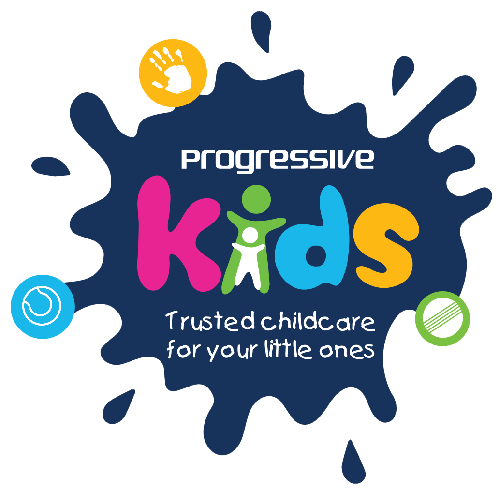 PROGRESSIVE
Kids
Trusted childcare
for your little ones